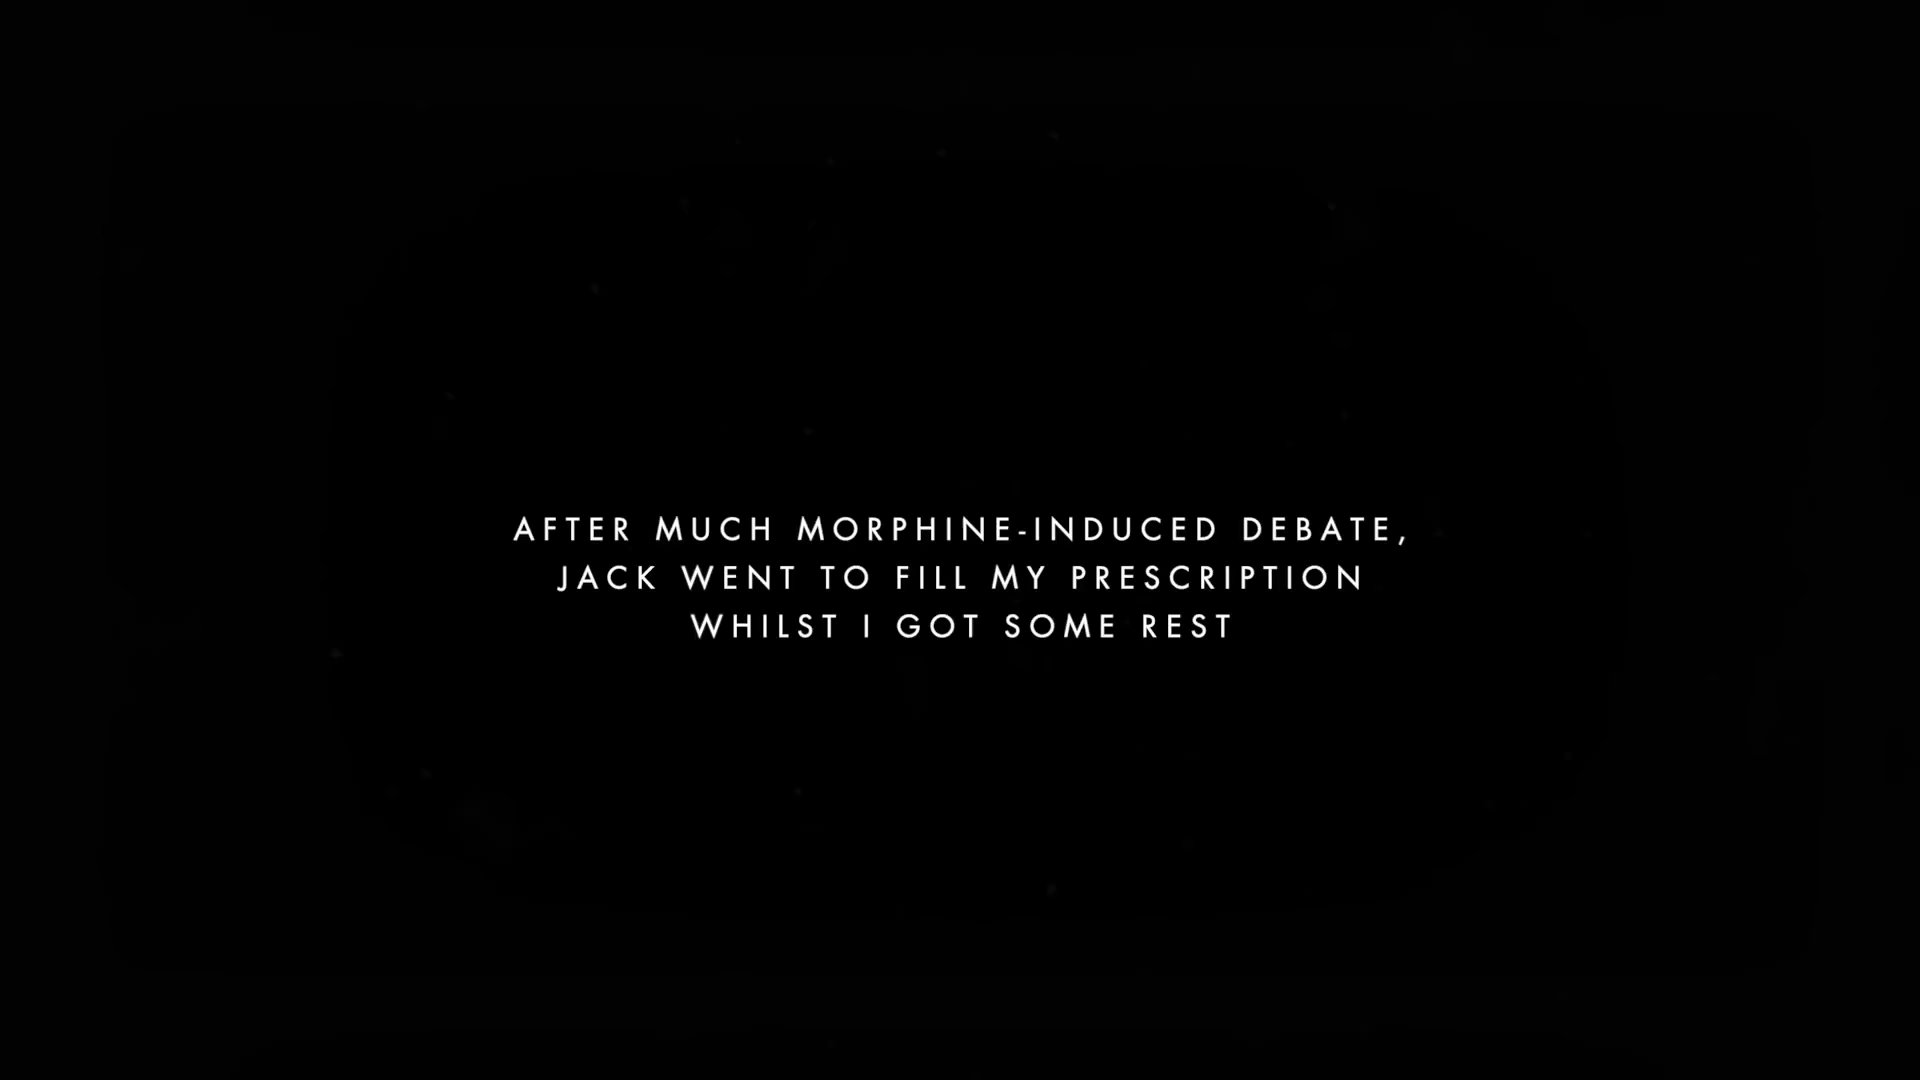 AFTER MUCH MORPHINE-INDUCED DEBATE,
JACK WENT TO FILL MY PRESCRIPTION
WHILST I GOT SOME REST